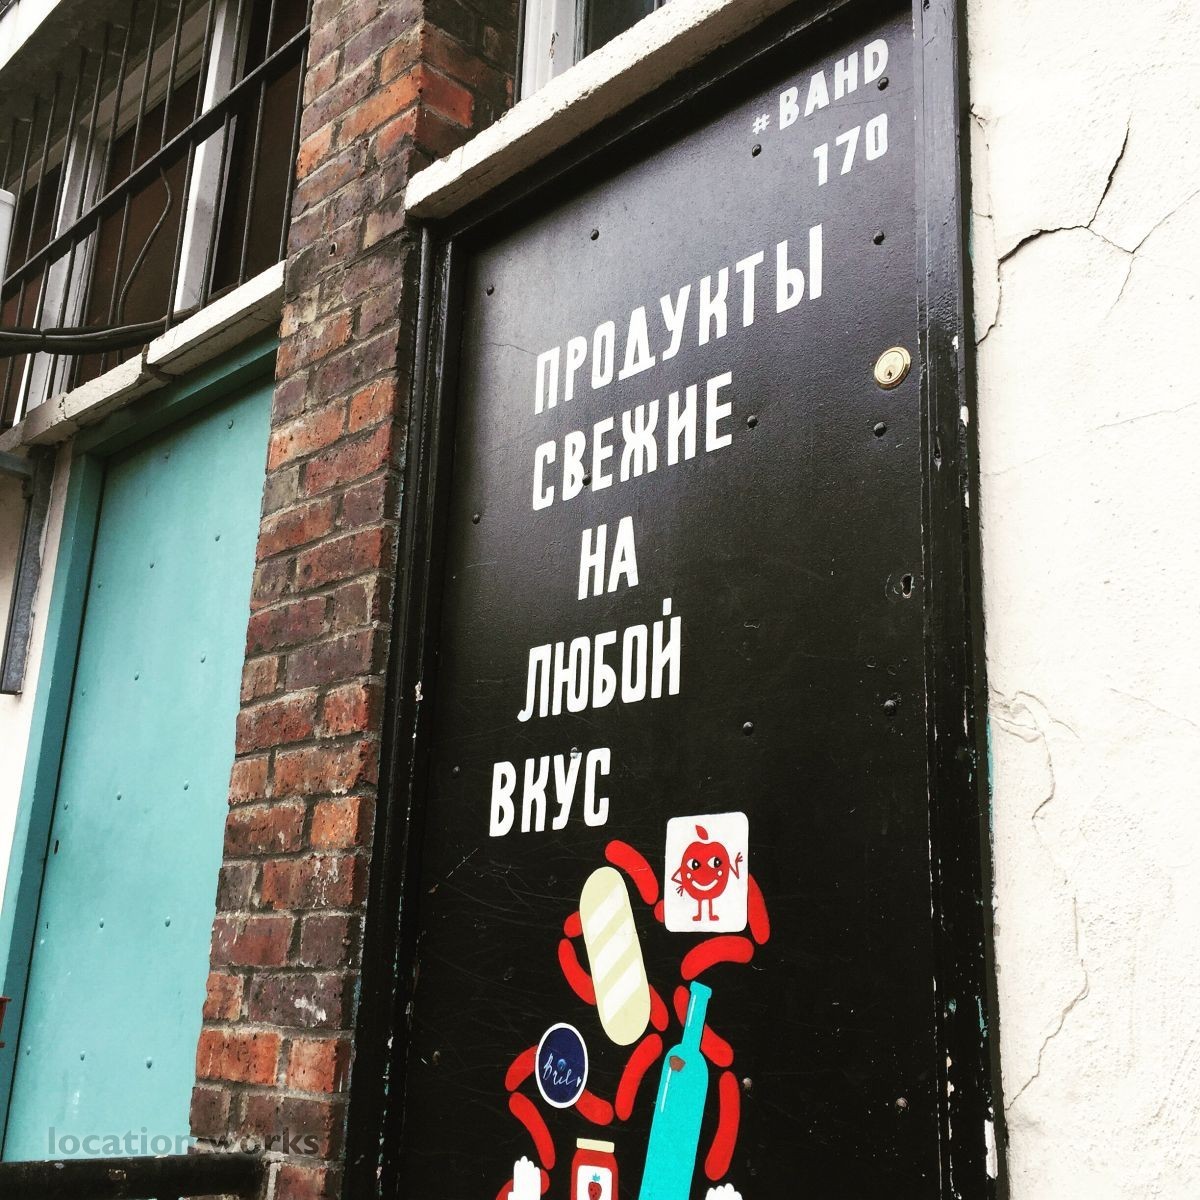 #BAHD
170
ПРОДУКТЫ
СВЕЖИЕ
НА
ЛЮБОЙ
ВКУС
location works